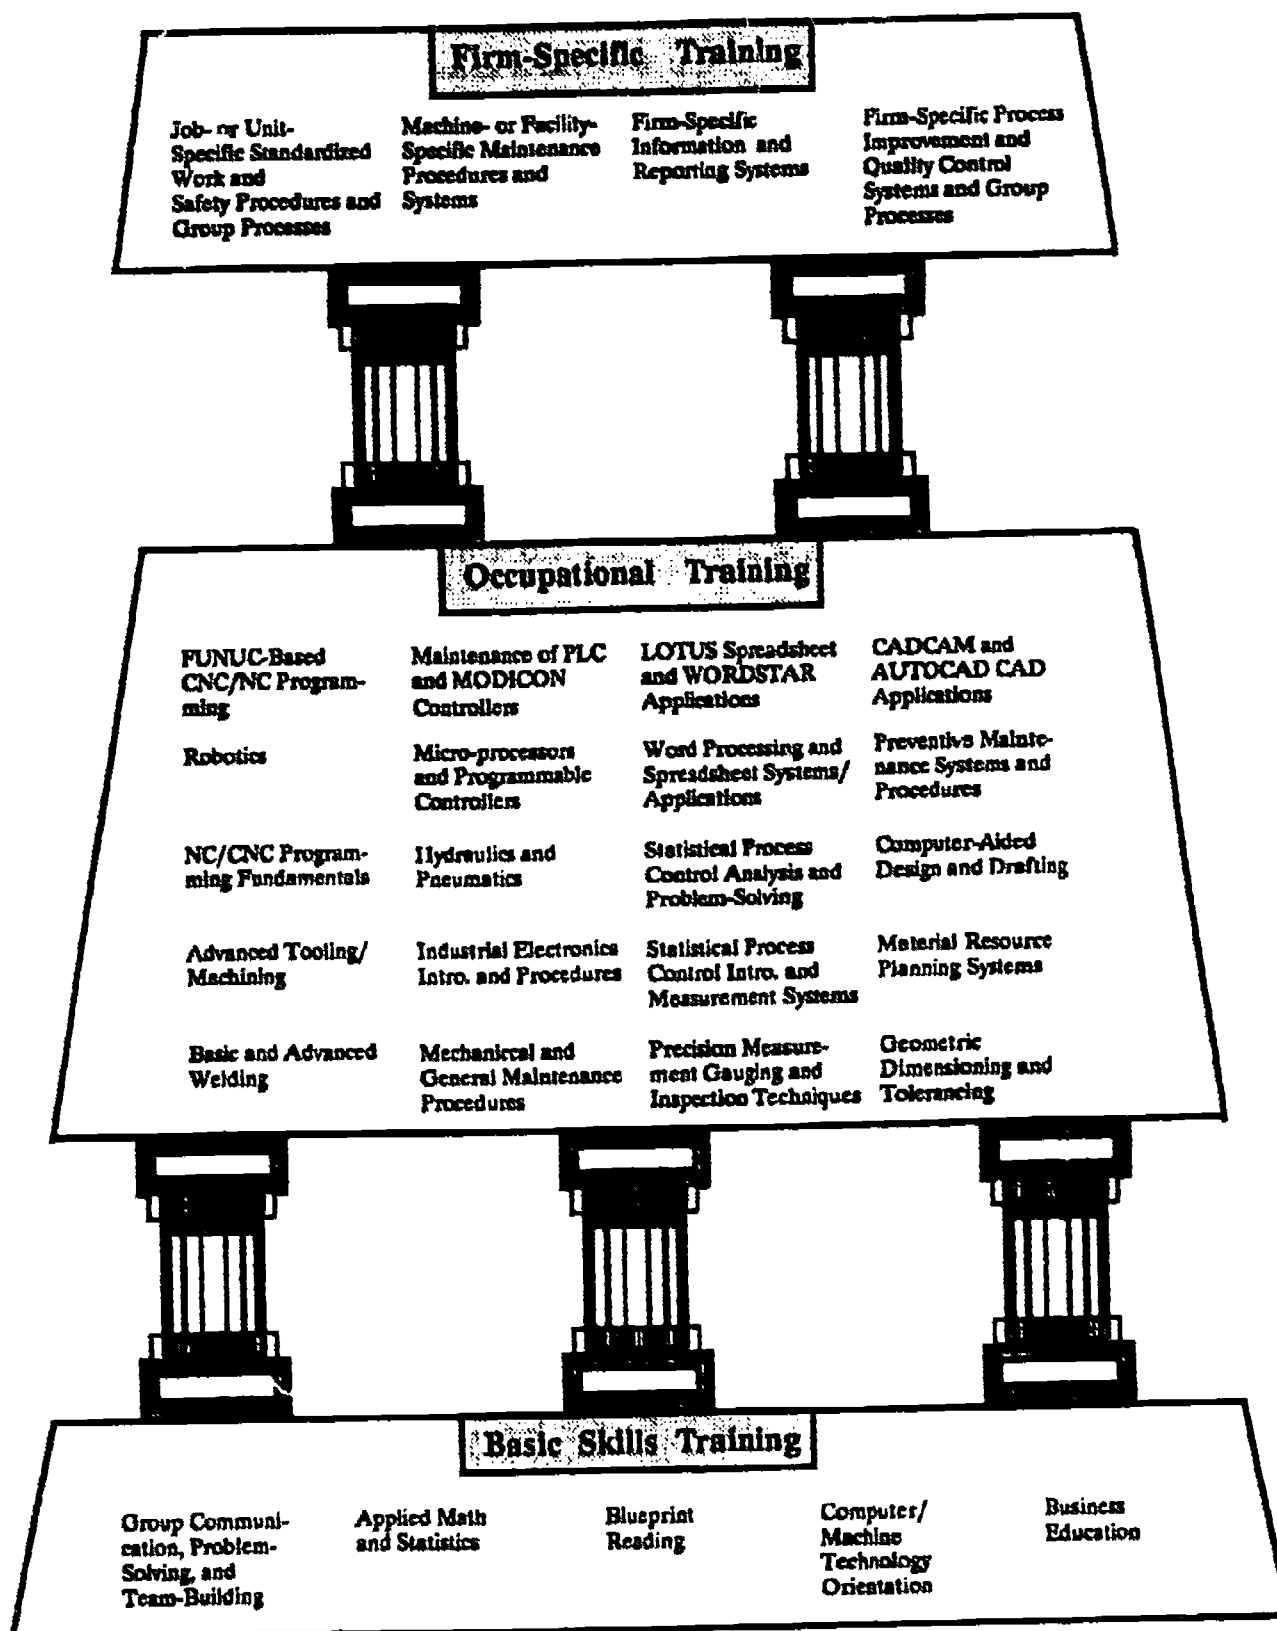 Firm-Specific Training
Job- or Unit-
Specific Standardized
Work and
Safety Procedures and
Group Processes
Machine- or Facility-
Specific Maintenance
Procedures and
Systems
Firm-Specific
Information and
Reporting Systems
Firm-Specific Process
Improvement and
Quality Control
Systems and Group
Processes
Occupational Training
FUNUC-Based
CNC/NC Program-
ming
Maintenance of PLC
and MODICON
Controllers
LOTUS Spreadsheet
and WORDSTAR
Applications
CADCAM and
AUTOCAD CAD
Applications
Robotics
Micro-processors
and Programmable
Controllers
Word Processing and
Spreadsheet Systems/
Applications
Preventive Mainte-
nance Systems and
Procedures
NC/CNC Program-
ming Fundamentals
Hydraulics and
Pneumatics
Statistical Process
Control Analysis and
Problem-Solving
Computer-Aided
Design and Drafting
Advanced Tooling/
Machining
Industrial Electronics
Intro. and Procedures
Statistical Process
Control Intro. and
Measurement Systems
Material Resource
Planning Systems
Basic and Advanced
Welding
Mechanical and
General Maintenance
Procedures
Precision Measure-
ment Gauging and
Inspection Techniques
Geometric
Dimensioning and
Tolerancing
Basic Skills Training
Group Communi-
cation, Problem-
Solving, and
Team-Building
Applied Math
and Statistics
Blueprint
Reading
Computer/
Machine
Technology
Orientation
Business
Education